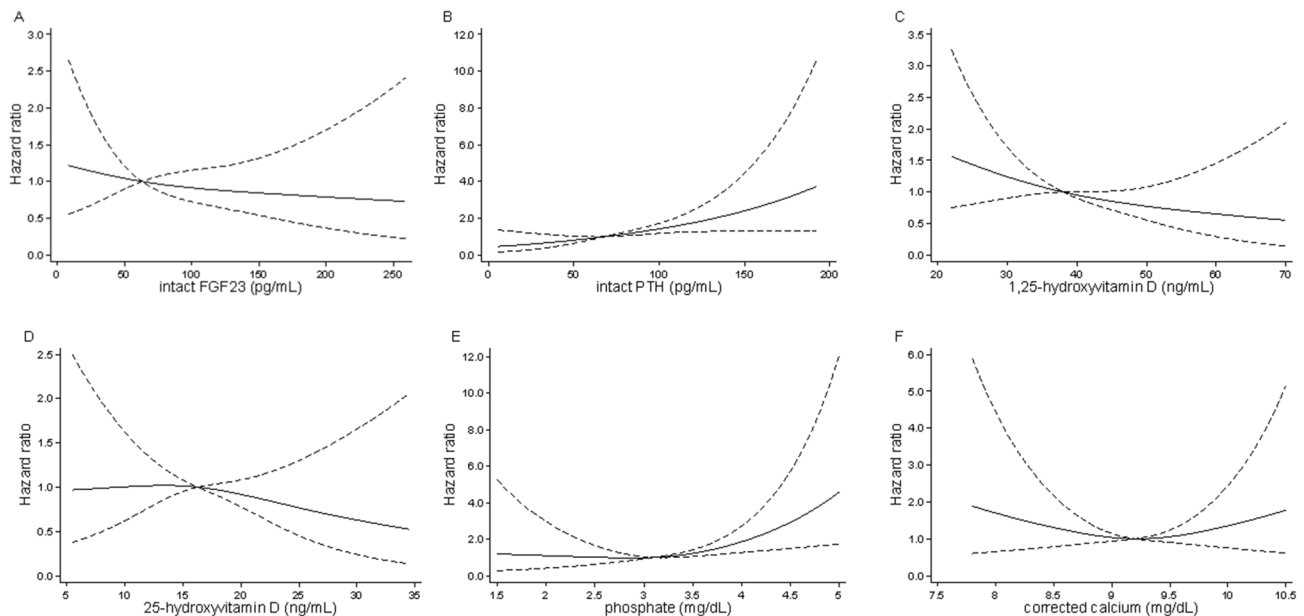 A
3.0
2.5
2.0
1.5
1.0
0.5
0.0
Hazard ratio
0 50 100 150 200 250
intact FGF23 (pg/mL)
B
12.0
10.0
8.0
6.0
4.0
2.0
0.0
Hazard ratio
0 50 100 150 200
intact PTH (pg/mL)
C
3.5
3.0
2.5
2.0
1.5
1.0
0.5
0.0
Hazard ratio
20 30 40 50 60 70
1,25-hydroxyvitamin D (ng/mL)
D
2.5
2.0
1.5
1.0
0.5
0.0
Hazard ratio
5 10 15 20 25 30 35
25-hydroxyvitamin D (ng/mL)
E
12.0
10.0
8.0
6.0
4.0
2.0
0.0
Hazard ratio
1.5 2 2.5 3 3.5 4 4.5 5
phosphate (mg/dL)
F
6.0
5.0
4.0
3.0
2.0
1.0
0.0
Hazard ratio
7.5 8 8.5 9 9.5 10 10.5
corrected calcium (mg/dL)